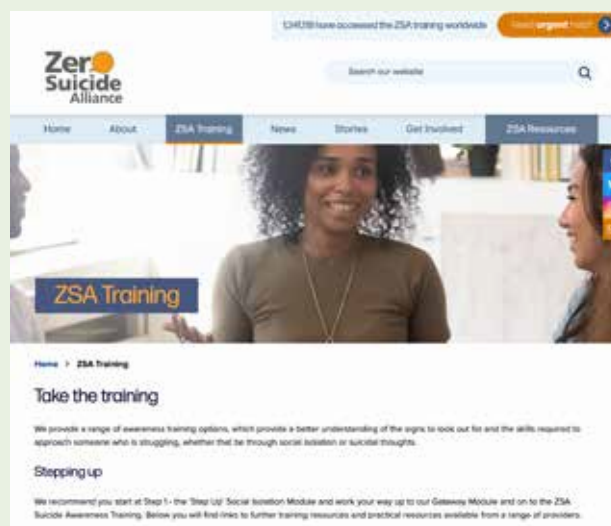 have accessed the ZSA training worldwide
Need urgent help?
Zero
Suicide
Alliance
Search our website
Home About ZSA Training News Stories Get Involved ZSA Resources
ZSA Training
Home > ZSA Training
Take the training
We provide a range of awareness training options, which provide a better understanding of the signs to look out for and the skills required to
approach someone who is struggling, whether that be through social isolation or suicidal thoughts.
Stepping up
We recommend you start at Step 1 - the 'Step Up' Social Isolation Module and work your way up to our Gateway Module and on to the ZSA
Suicide Awareness Training. Below you will find links to further training resources and practical resources available from a range of providers.